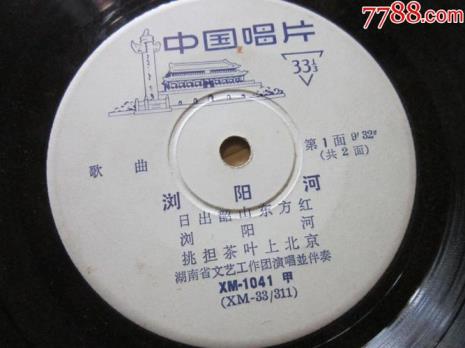 7788.com
中国唱片
33⅓
歌曲
第1面 9′32″
(共2面)
浏阳河
日出韶山东方红
浏阳河
挑担茶叶上北京
湖南省文艺工作团演唱並伴奏
XM-1041 甲
(XM-33/311)